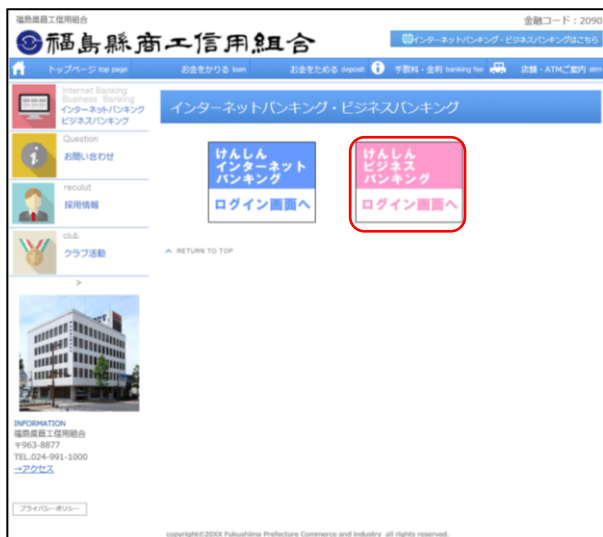 福島県商工信用組合
金融コード：2090
福島縣商工信用組合
インターネットバンキング・ビジネスバンキングはこちら
トップページ top page
お金をかりる loan
お金をためる deposit
手数料・金利 banking fee
店舗・ATMご案内 atm
Internet Banking
Business Banking
インターネットバンキング
ビジネスバンキング
Question
お問い合わせ
reculut
採用情報
club
クラブ活動
>
インターネットバンキング・ビジネスバンキング
けんしん
インターネット
バンキング
ログイン画面へ
けんしん
ビジネス
バンキング
ログイン画面へ
RETURN TO TOP
INFORMATION
福島県商工信用組合
〒963-8877
TEL.024-991-1000
→アクセス
プライバシーポリシー
copyright©20XX Fukushima Prefecture Commerce and Industry all rights reserved.